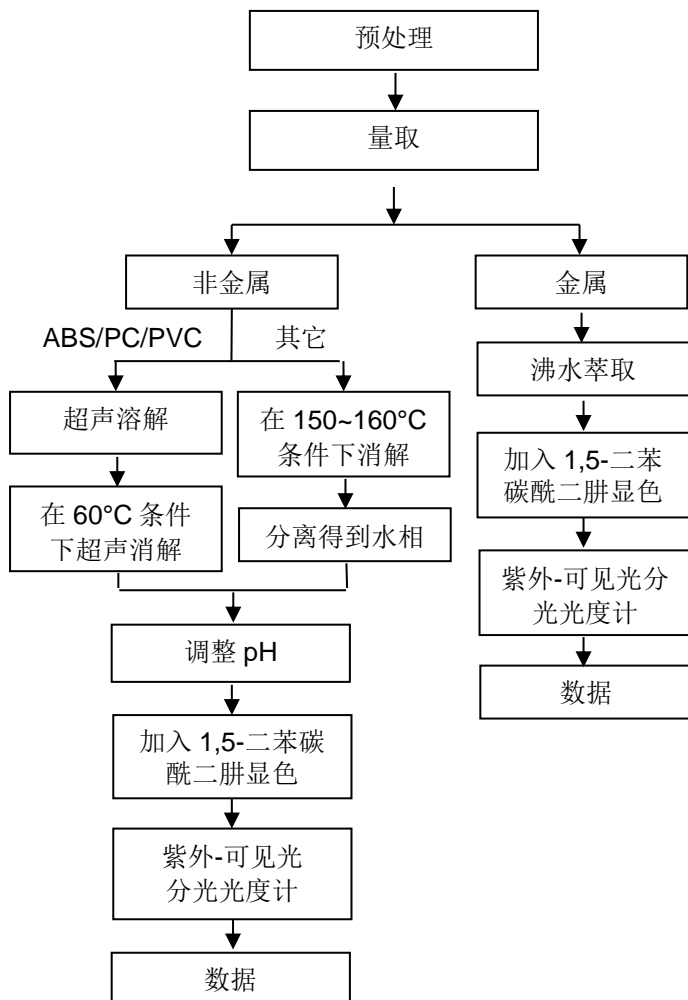 预处理
量取
非金属
金属
ABS/PC/PVC
其它
沸水萃取
超声溶解
在 150~160°C
条件下消解
加入 1,5-二苯
碳酰二肼显色
在 60°C 条件
下超声消解
分离得到水相
紫外-可见光分
光光度计
调整 pH
数据
加入 1,5-二苯碳
酰二肼显色
紫外-可见光
分光光度计
数据